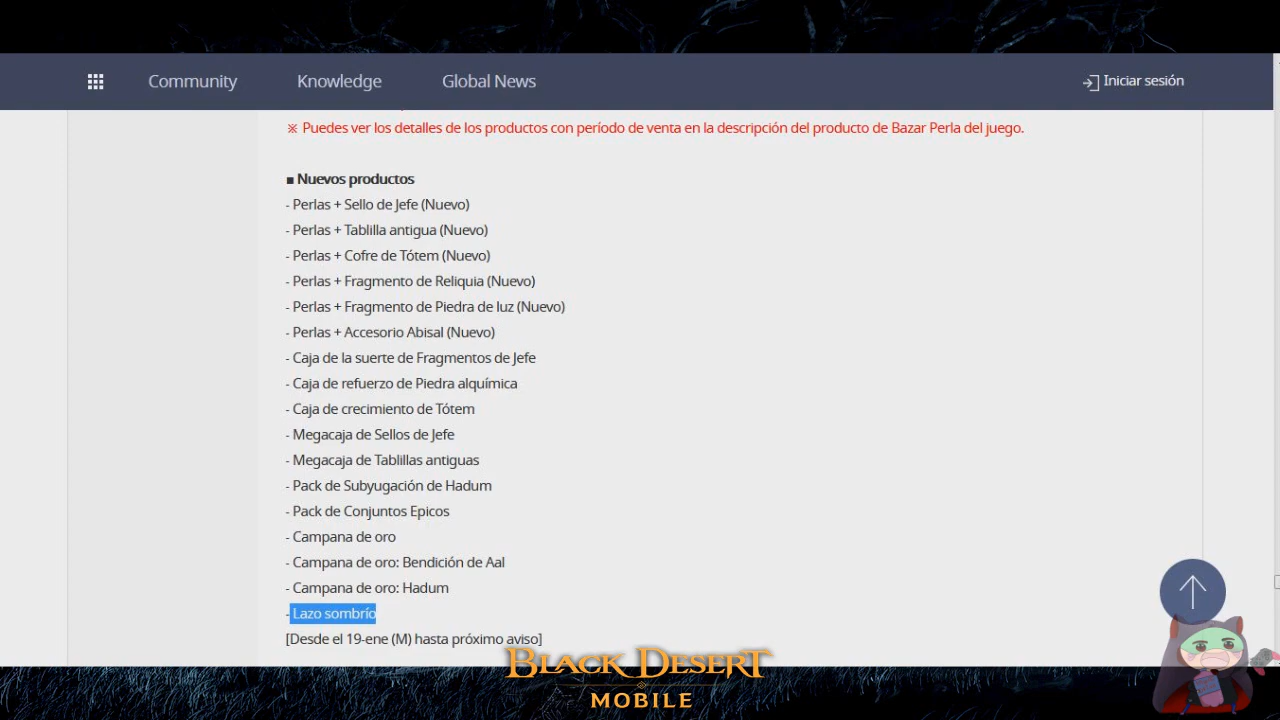 Community Knowledge Global News Iniciar sesión
※ Puedes ver los detalles de los productos con período de venta en la descripción del producto de Bazar Perla del juego.
■ Nuevos productos
- Perlas + Sello de Jefe (Nuevo)
- Perlas + Tablilla antigua (Nuevo)
- Perlas + Cofre de Tótem (Nuevo)
- Perlas + Fragmento de Reliquia (Nuevo)
- Perlas + Fragmento de Piedra de luz (Nuevo)
- Perlas + Accesorio Abisal (Nuevo)
- Caja de la suerte de Fragmentos de Jefe
- Caja de refuerzo de Piedra alquímica
- Caja de crecimiento de Tótem
- Megacaja de Sellos de Jefe
- Megacaja de Tablillas antiguas
- Pack de Subyugación de Hadum
- Pack de Conjuntos Epicos
- Campana de oro
- Campana de oro: Bendición de Aal
- Campana de oro: Hadum
- Lazo sombrío
[Desde el 19-ene (M) hasta próximo aviso]
BLACK DESERT
MOBILE